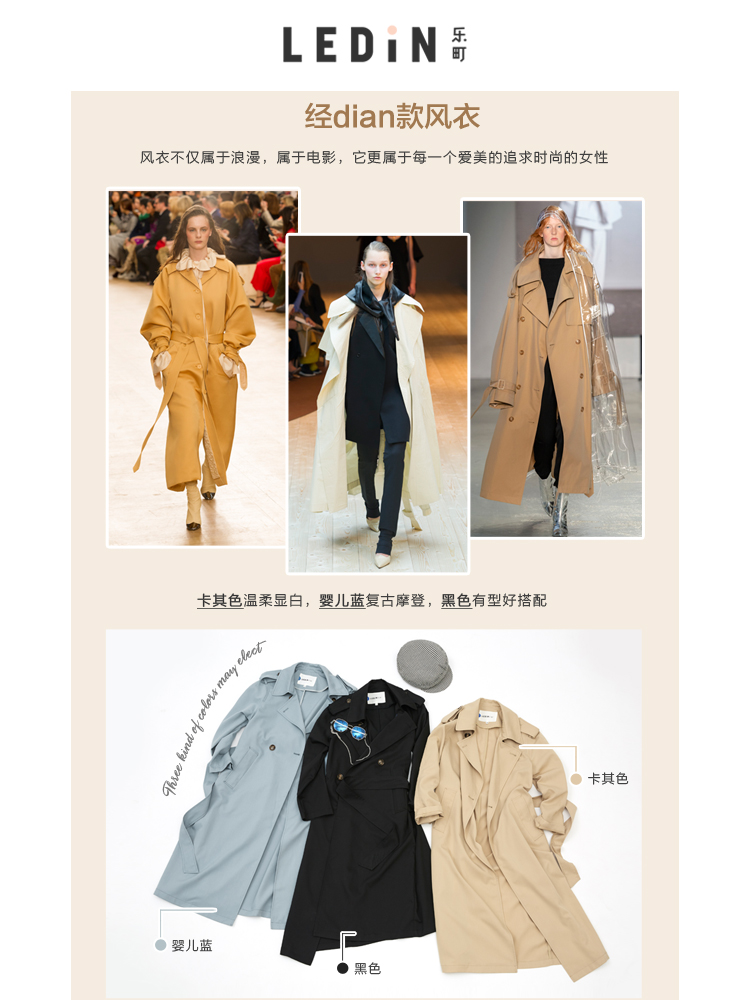 LEDiN 乐町
经dian款风衣
风衣不仅属于浪漫，属于电影，它更属于每一个爱美的追求时尚的女性
卡其色温柔显白，婴儿蓝复古摩登，黑色有型好搭配
Three kind of colors may elect
卡其色
婴儿蓝
黑色